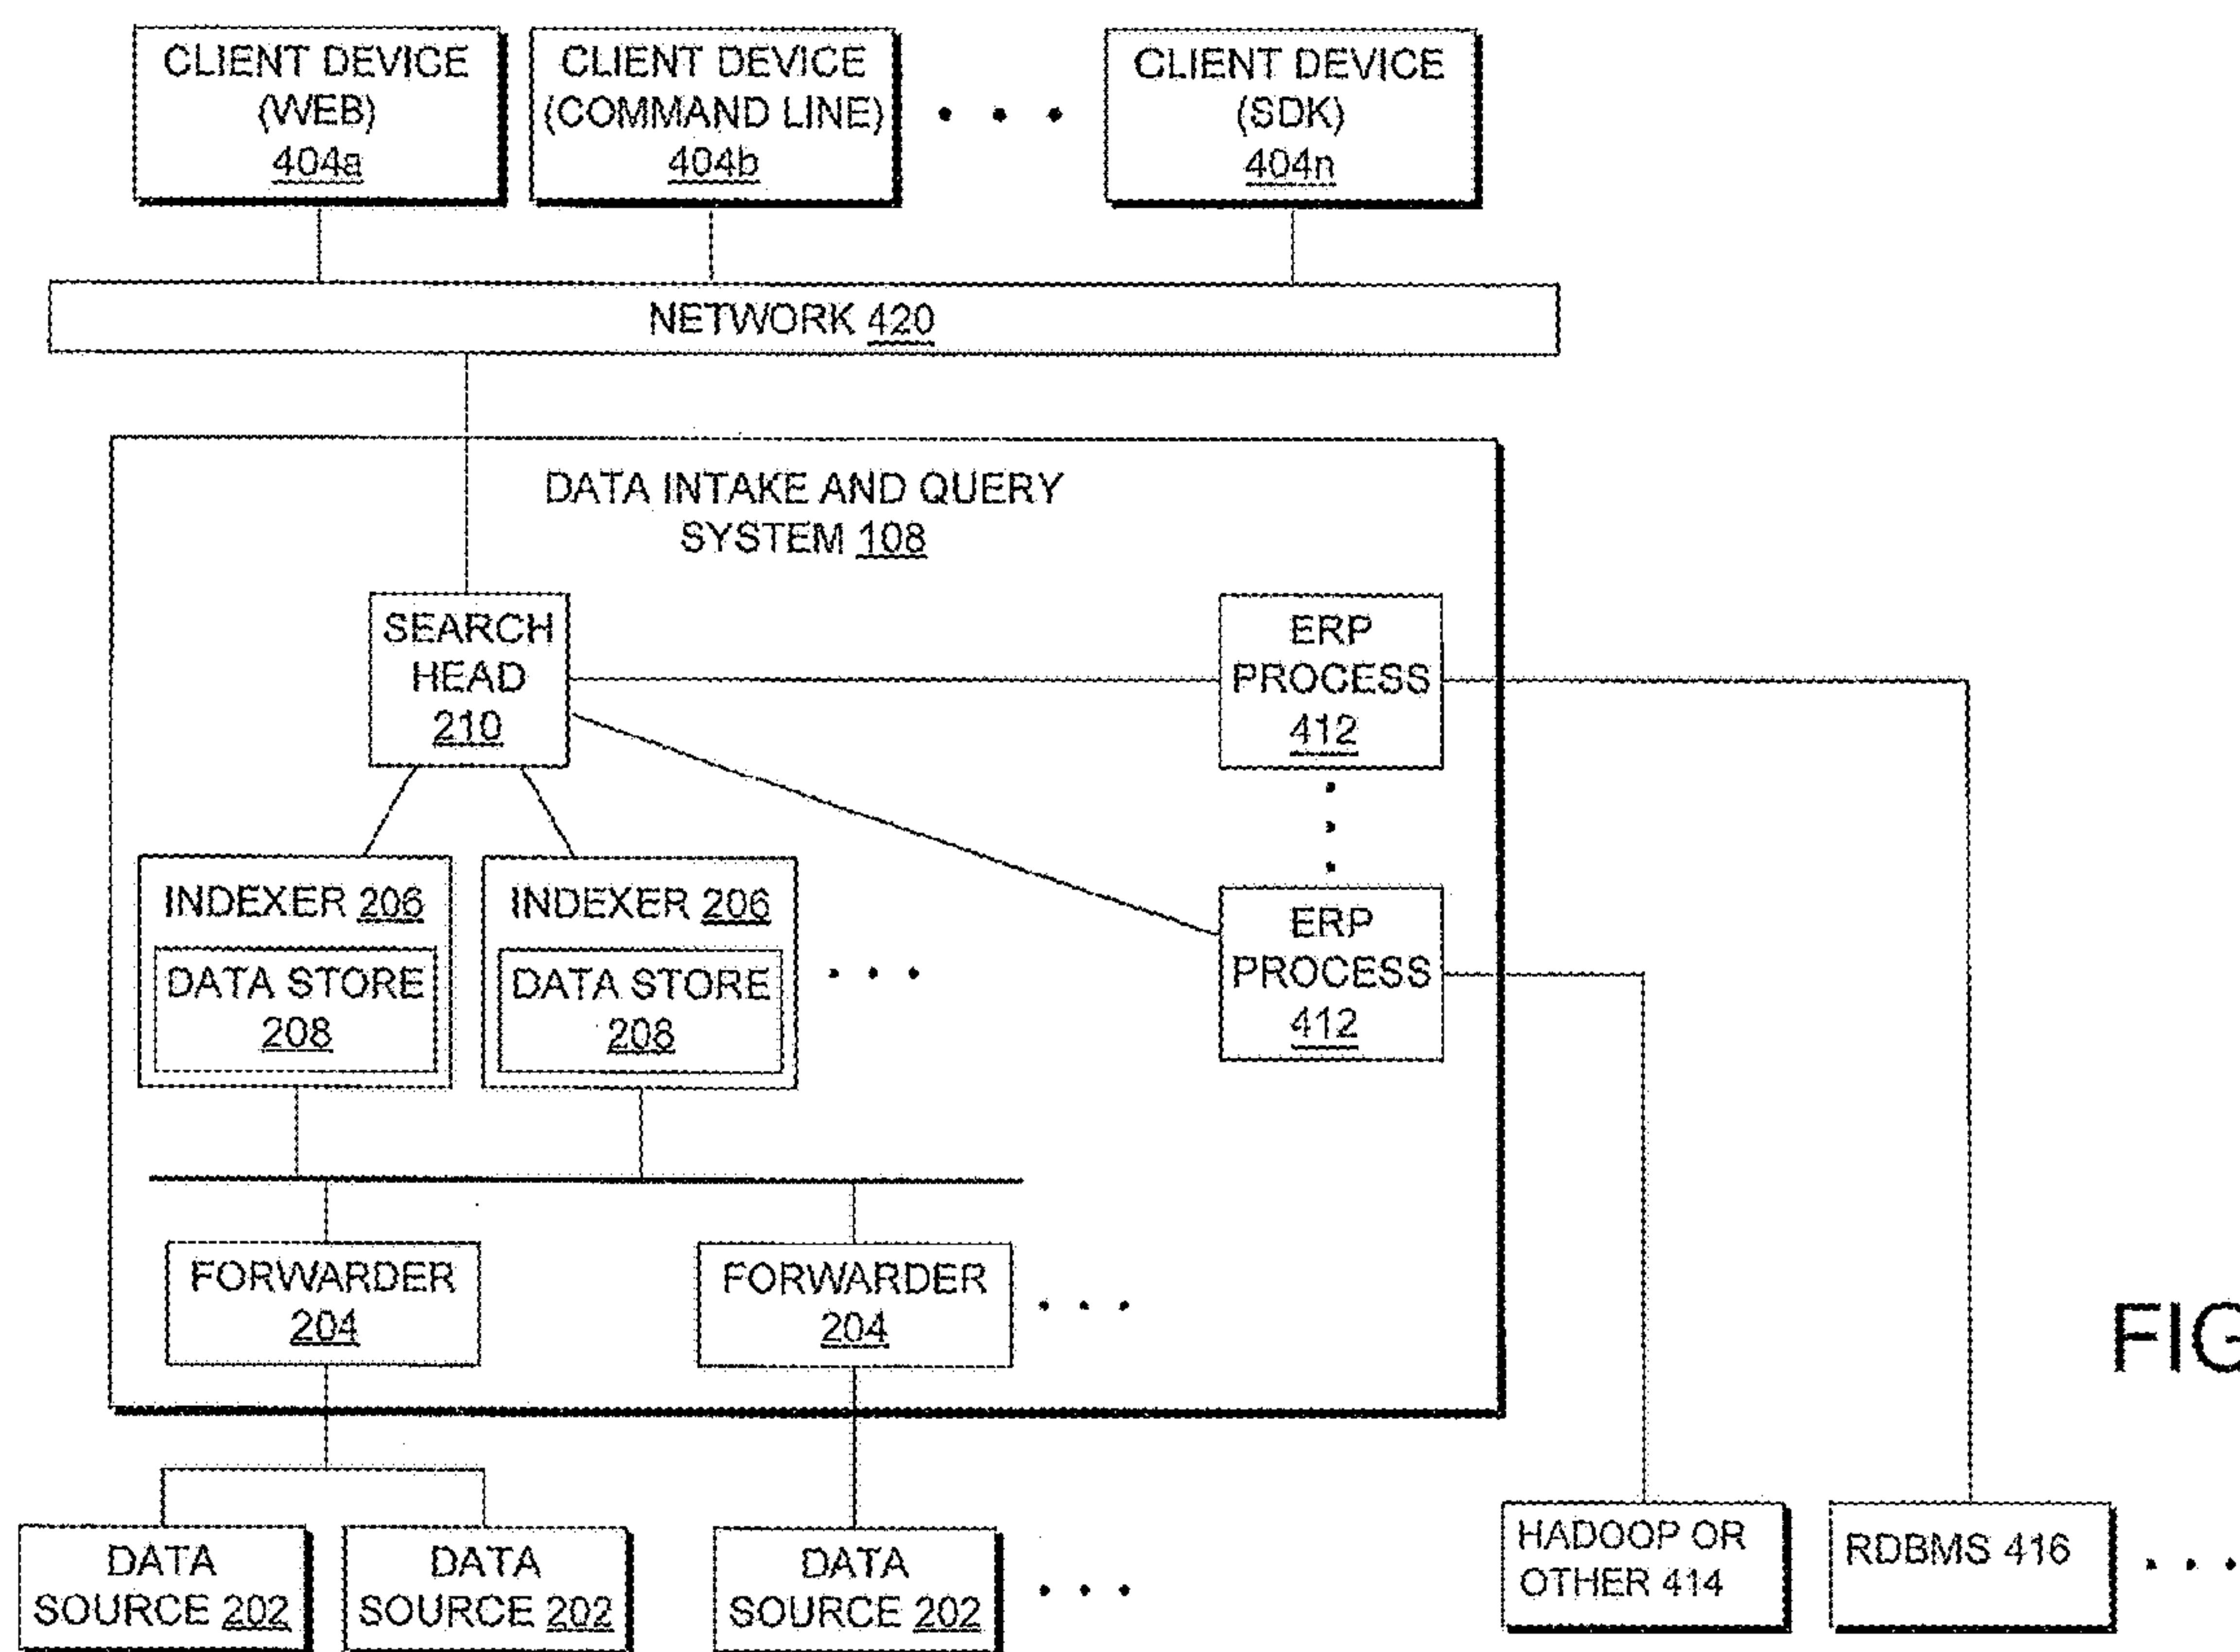 CLIENT DEVICE
(WEB)
404a
CLIENT DEVICE
(COMMAND LINE)
404b
CLIENT DEVICE
(SDK)
404n
NETWORK 420
DATA INTAKE AND QUERY
SYSTEM 108
SEARCH
HEAD
210
ERP
PROCESS
412
INDEXER 206
DATA STORE
208
INDEXER 206
DATA STORE
208
ERP
PROCESS
412
FORWARDER
204
FORWARDER
204
FIG
DATA
SOURCE 202
DATA
SOURCE 202
DATA
SOURCE 202
HADOOP OR
OTHER 414
RDBMS 416